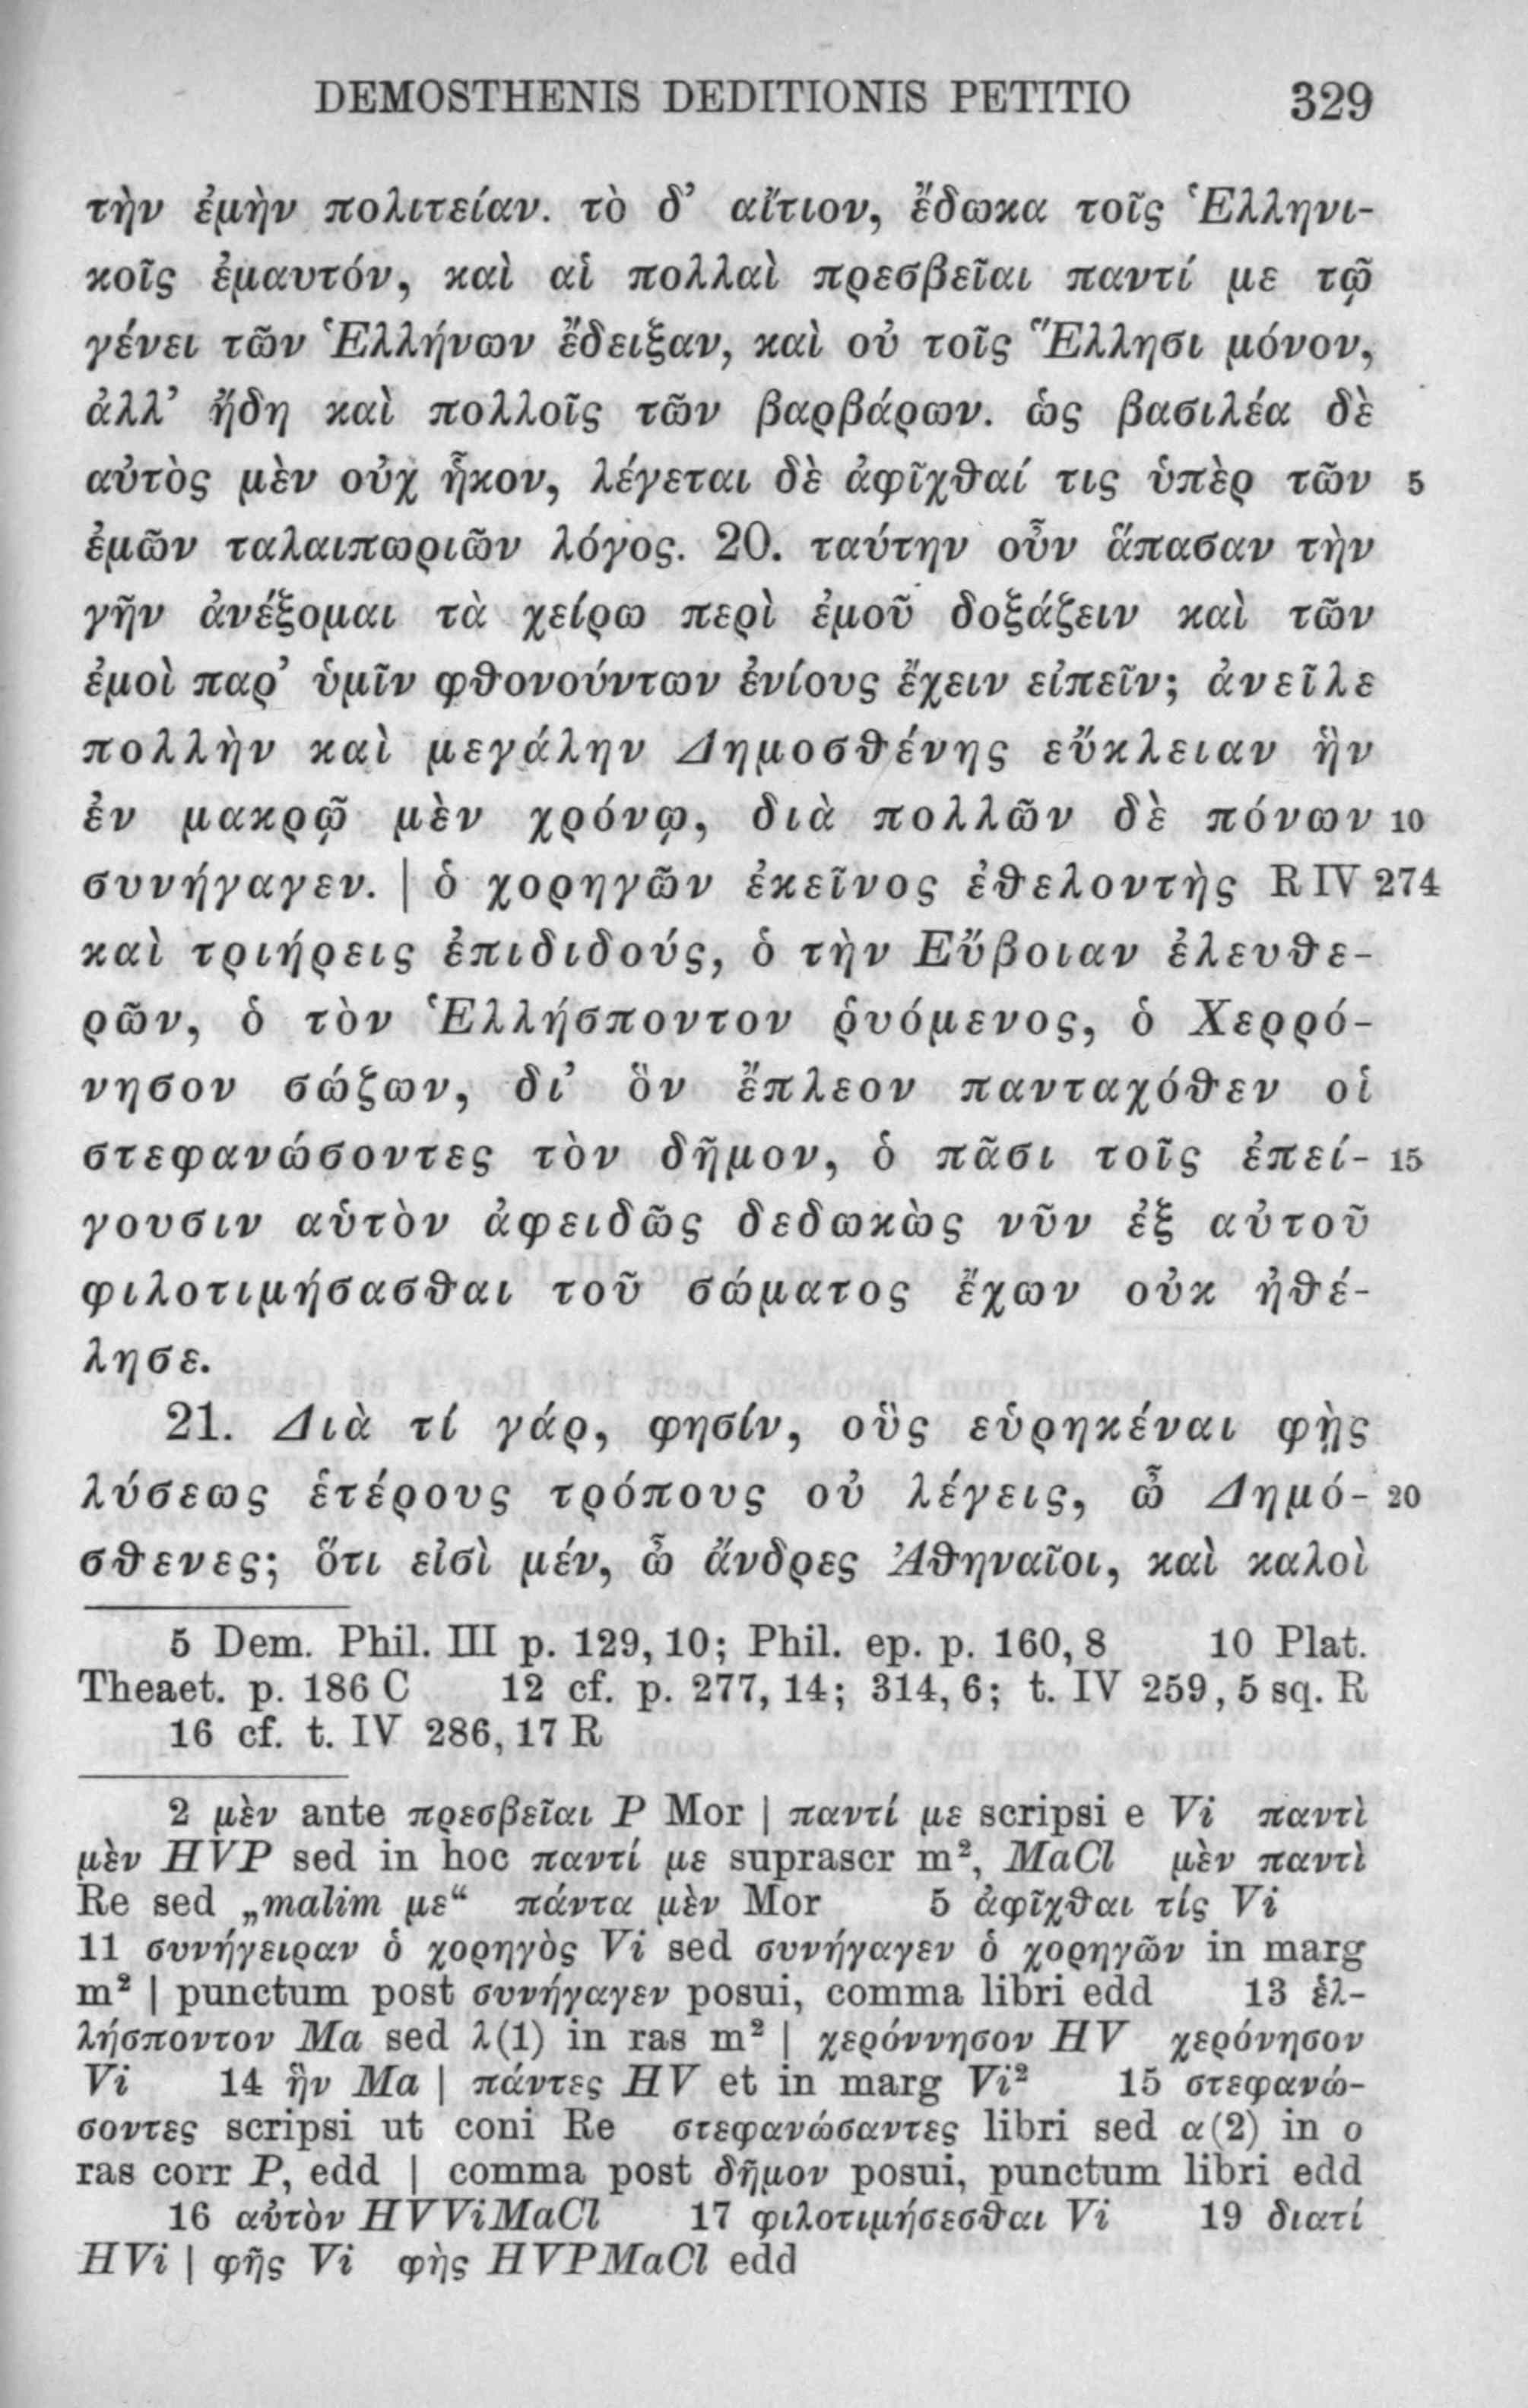 DEMOSTHENIS DEDITIONIS PETITIO 329
τὴν ἐμὴν πολιτείαν. τὸ δ’ αἴτιον, ἔδωκα τοῖς Ἑλληνι-
κοῖς ἐμαυτόν, καὶ αἱ πολλαὶ πρεσβεῖαι παντί με τῷ
γένει τῶν Ἑλλήνων ἔδειξαν, καὶ οὐ τοῖς Ἕλλησι μόνον,
ἀλλ’ ἤδη καὶ πολλοῖς τῶν βαρβάρων. ὡς βασιλέα δὲ
αὐτὸς μὲν οὐχ ἧκον, λέγεται δὲ ἀφῖχθαί τις ὑπὲρ τῶν 5
ἐμῶν ταλαιπωριῶν λόγος. 20. ταύτην οὖν ἅπασαν τὴν
γῆν ἀνέξομαι τὰ χείρω περὶ ἐμοῦ δοξάζειν καὶ τῶν
ἐμοὶ παρ’ ὑμῖν φθονούντων ἐνίους ἔχειν εἰπεῖν; ἀνεῖλε
πολλὴν καὶ μεγάλην Δημοσθένης εὔκλειαν ἣν
ἐν μακρῷ μὲν χρόνῳ, διὰ πολλῶν δὲ πόνων 10
συνήγαγεν. | ὁ χορηγῶν ἐκεῖνος ἐθελοντὴς R IV 274
καὶ τριήρεις ἐπιδιδούς, ὁ τὴν Εὔβοιαν ἐλευθε-
ρῶν, ὁ τὸν Ἑλλήσποντον ῥυόμενος, ὁ Χερρό-
νησον σώζων, δι’ ὃν ἔπλεον πανταχόθεν οἱ
στεφανώσοντες τὸν δῆμον, ὁ πᾶσι τοῖς ἐπεί- 15
γουσιν αὑτὸν ἀφειδῶς δεδωκὼς νῦν ἐξ αὐτοῦ
φιλοτιμήσασθαι τοῦ σώματος ἔχων οὐκ ἠθέ-
λησε.
21. Διὰ τί γάρ, φησίν, οὓς εὑρηκέναι φῂς
λύσεως ἑτέρους τρόπους οὐ λέγεις, ὦ Δημό- 20
σθενες; ὅτι εἰσὶ μέν, ὦ ἄνδρες Ἀθηναῖοι, καὶ καλοὶ
5 Dem. Phil. III p. 129, 10; Phil. ep. p. 160, 8 10 Plat.
Theaet. p. 186 C 12 cf. p. 277, 14; 314, 6; t. IV 259, 5 sq. R
16 cf. t. IV 286, 17 R
2 μὲν ante πρεσβεῖαι P Mor | παντί με scripsi e Vi παντὶ
μὲν HVP sed in hoc παντί με suprascr m², MaCl μὲν παντὶ
Re sed „malim με“ πάντα μὲν Mor 5 ἀφῖχθαι τίς Vi
11 συνήγειραν ὁ χορηγὸς Vi sed συνήγαγεν ὁ χορηγῶν in marg
m² | punctum post συνήγαγεν posui, comma libri edd 13 ἑλ-
λήσποντον Ma sed λ(1) in ras m² | χερόννησον HV χερόνησον
Vi 14 ἣν Ma | πάντες HV et in marg Vi² 15 στεφανώ-
σοντες scripsi ut coni Re στεφανώσαντες libri sed α(2) in ο
ras corr P, edd | comma post δῆμον posui, punctum libri edd
16 αὐτὸν HVViMaCl 17 φιλοτιμήσεσθαι Vi 19 διατί
HVi | φῆς Vi φὴς HVPMaCl edd